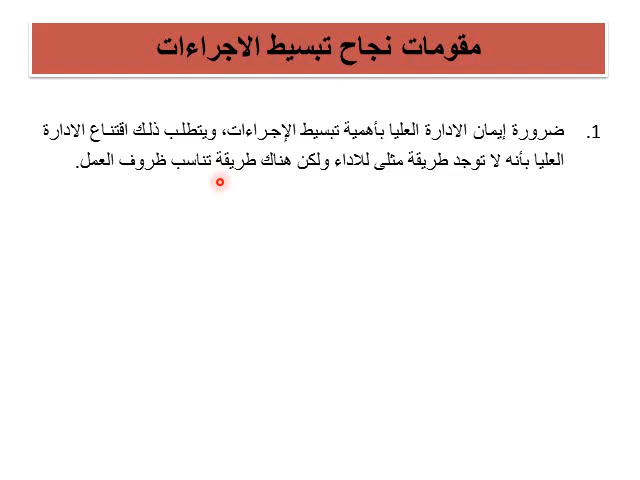 مقومات نجاح تبسيط الاجراءات
1. ضرورة إيمان الادارة العليا بأهمية تبسيط الإجراءات، ويتطلب ذلك اقتناع الادارة
العليا بأنه لا توجد طريقة مثلى للاداء ولكن هناك طريقة تناسب ظروف العمل.